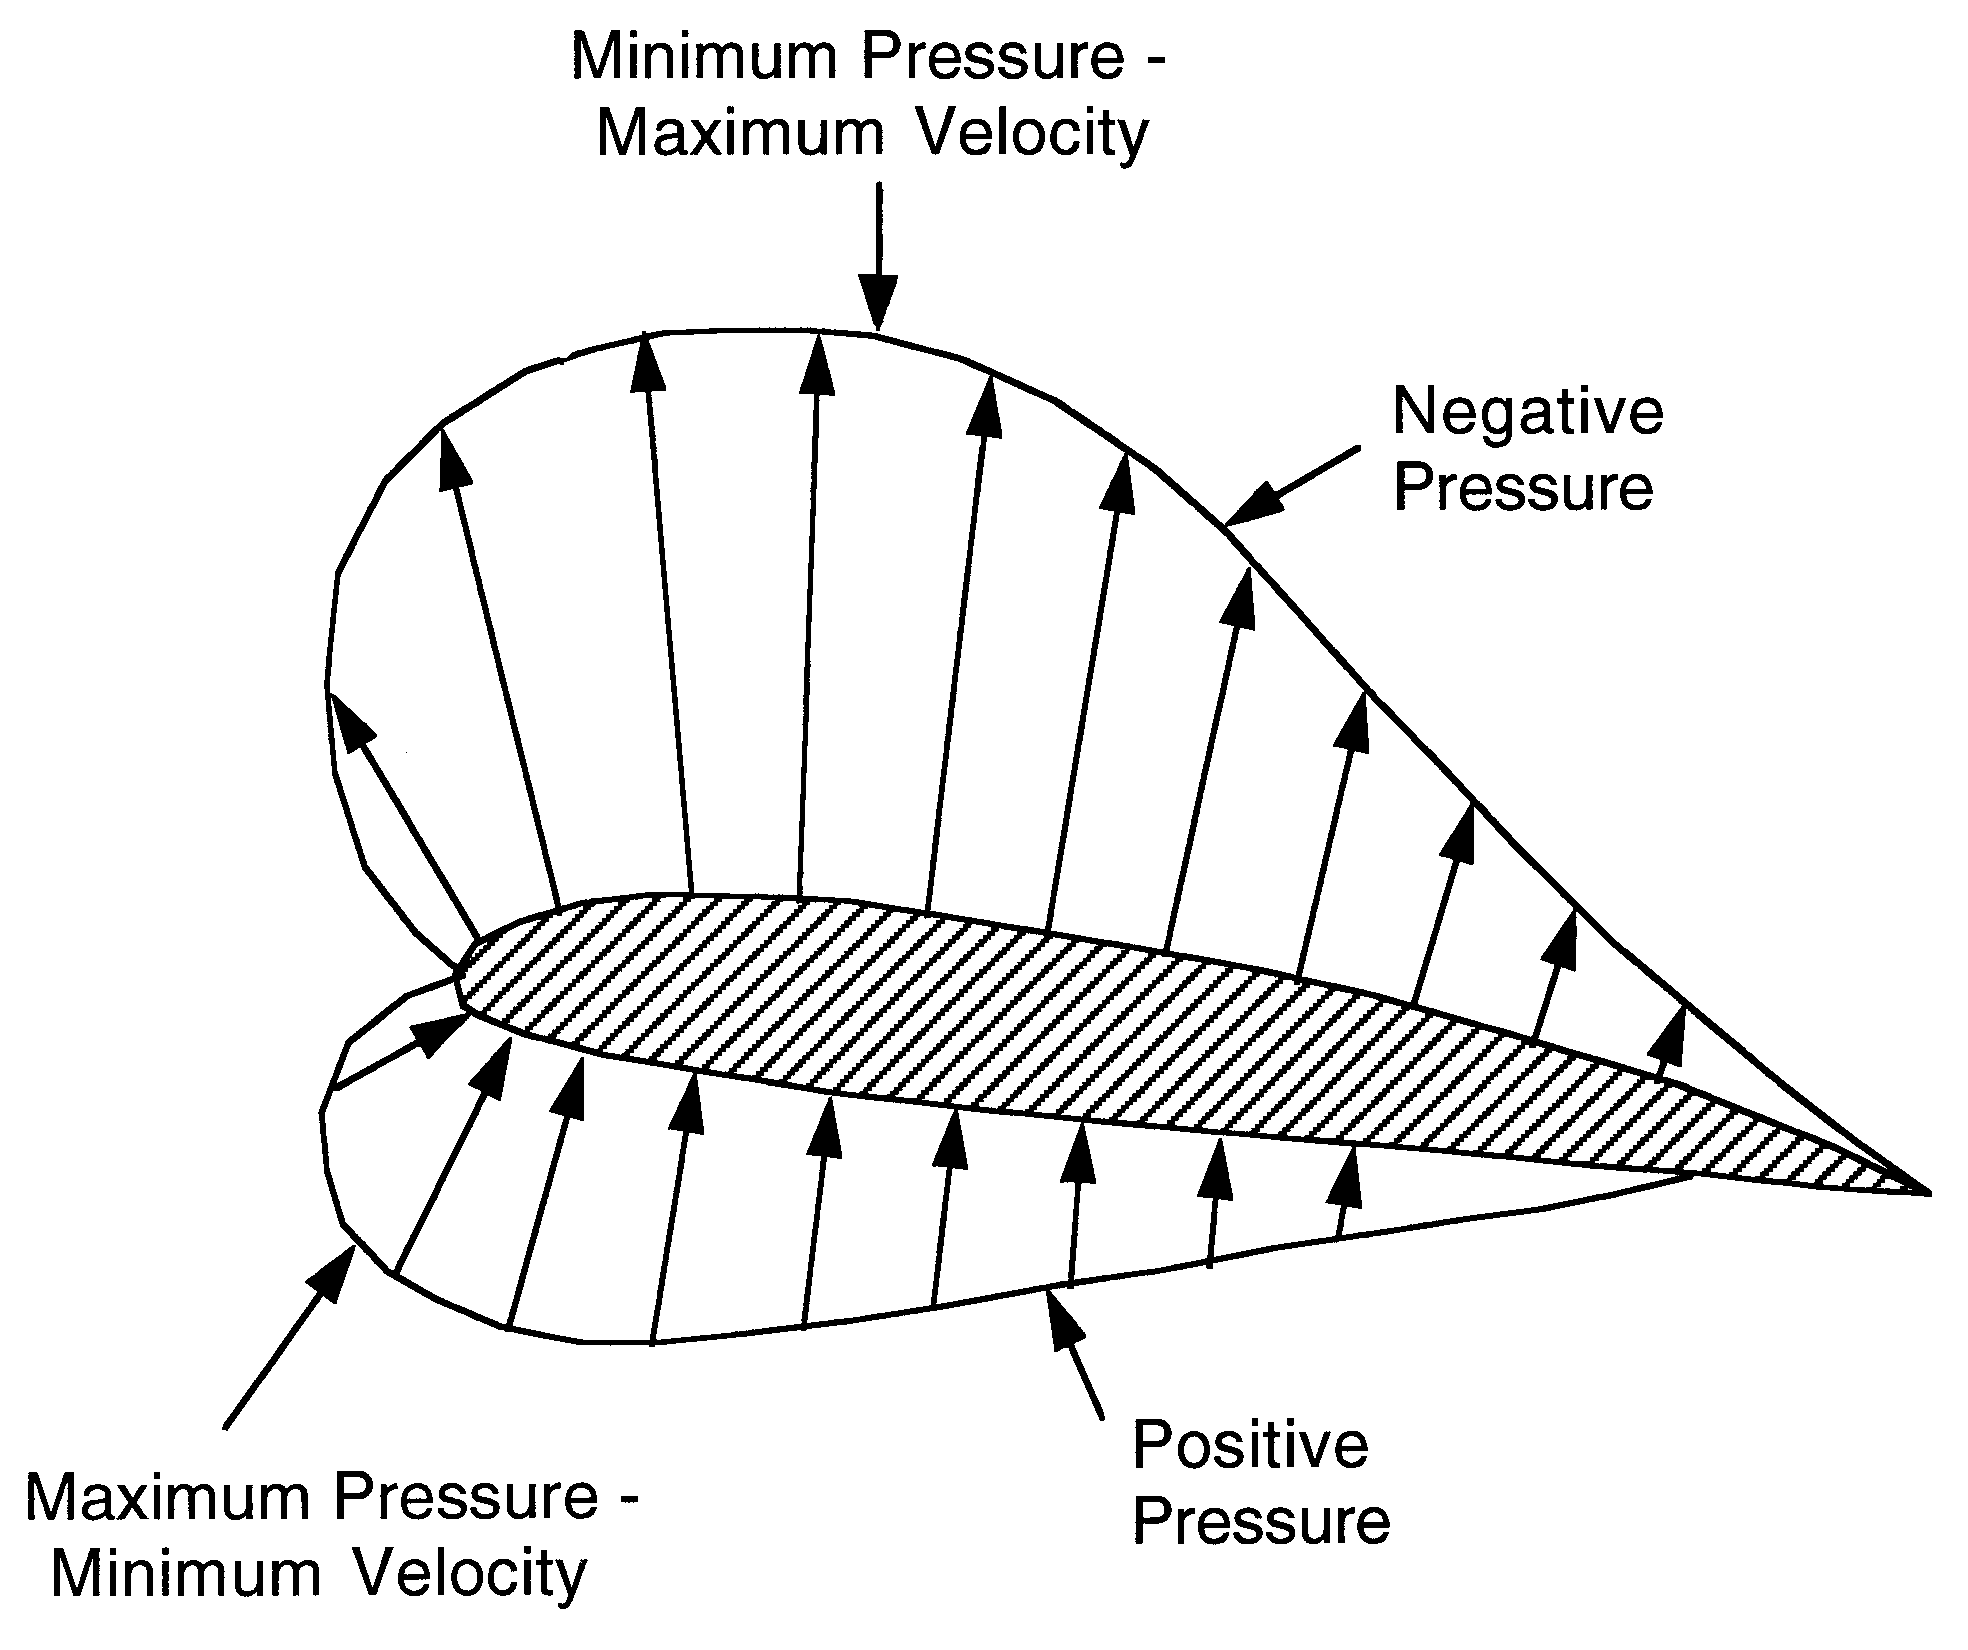 Minimum Pressure -
Maximum Velocity
Negative
Pressure
Positive
Pressure
Maximum Pressure -
Minimum Velocity